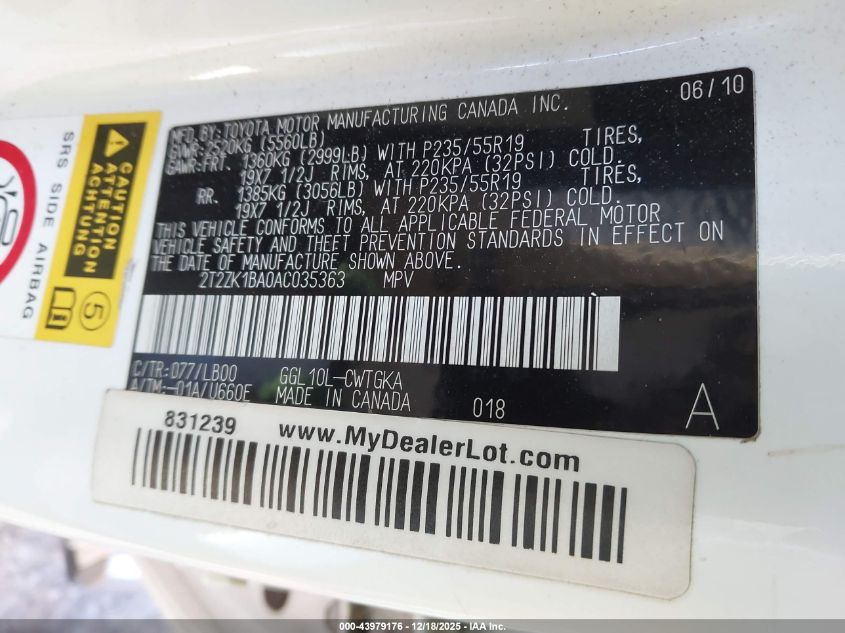 06/10
MFD.BY:TOYOTA MOTOR MANUFACTURING CANADA INC.
GVWR:2520KG (5560LB)
GAWR:FRT. 1360KG (2999LB) WITH P235/55R19 TIRES,
19X7 1/2J RIMS, AT 220KPA (32PSI) COLD.
RR. 1385KG (3056LB) WITH P235/55R19 TIRES,
19X7 1/2J RIMS, AT 220KPA (32PSI) COLD.
THIS VEHICLE CONFORMS TO ALL APPLICABLE FEDERAL MOTOR
VEHICLE SAFETY AND THEFT PREVENTION STANDARDS IN EFFECT ON
THE DATE OF MANUFACTURE SHOWN ABOVE.
2T2ZK1BA0AC035363 MPV
C/TR:077/LB00 GGL10L-CWTGKA
A/TM:-01A/U660E MADE IN CANADA 018 A
SRS SIDE AIRBAG
CAUTION
ATTENTION
ACHTUNG
5
831239 www.MyDealerLot.com
000-43979176 - 12/18/2025 - IAA Inc.